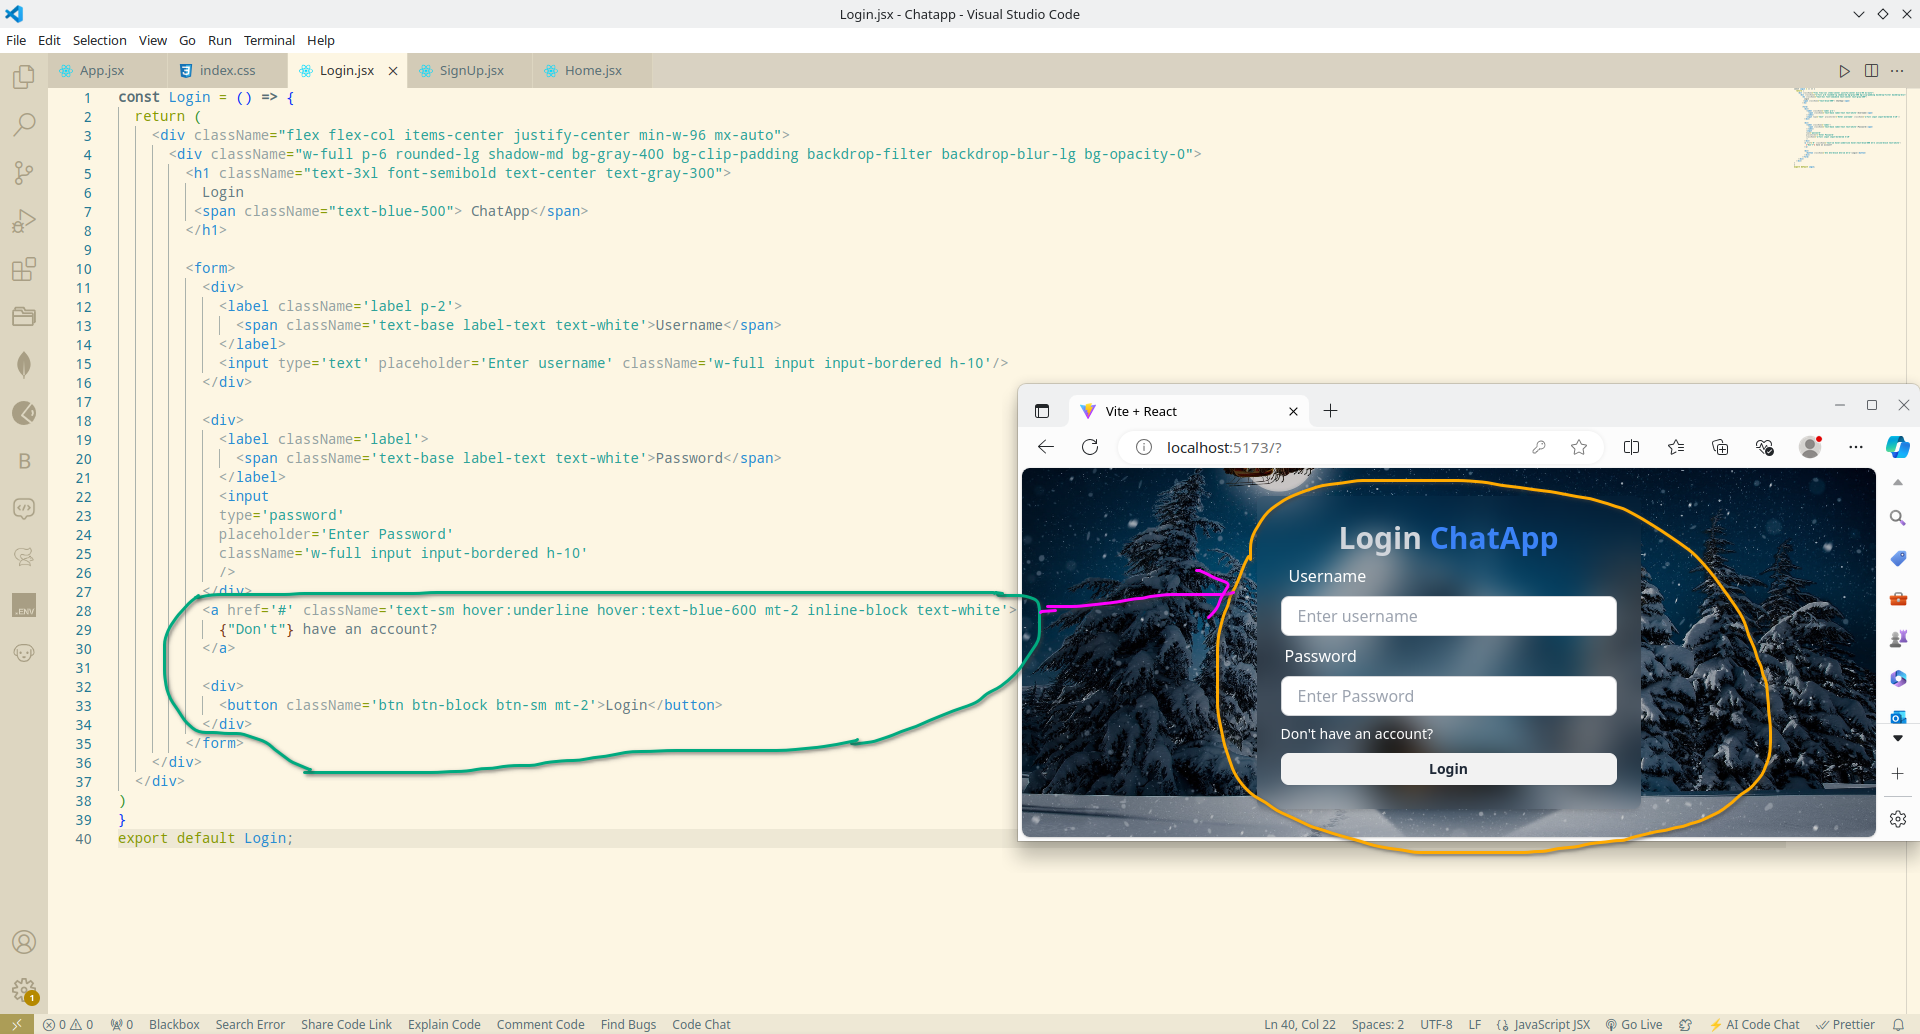 Login.jsx - Chatapp - Visual Studio Code
File Edit Selection View Go Run Terminal Help
App.jsx index.css Login.jsx SignUp.jsx Home.jsx
1 const Login = () => {
2 return (
3 <div className="flex flex-col items-center justify-center min-w-96 mx-auto">
4 <div className="w-full p-6 rounded-lg shadow-md bg-gray-400 bg-clip-padding backdrop-filter backdrop-blur-lg bg-opacity-0">
5 <h1 className="text-3xl font-semibold text-center text-gray-300">
6 Login
7 <span className="text-blue-500"> ChatApp</span>
8 </h1>
9
10 <form>
11 <div>
12 <label className='label p-2'>
13 <span className='text-base label-text text-white'>Username</span>
14 </label>
15 <input type='text' placeholder='Enter username' className='w-full input input-bordered h-10'/>
16 </div>
17
18 <div>
19 <label className='label'>
20 <span className='text-base label-text text-white'>Password</span>
21 </label>
22 <input
23 type='password'
24 placeholder='Enter Password'
25 className='w-full input input-bordered h-10'
26 />
27 </div>
28 <a href='#' className='text-sm hover:underline hover:text-blue-600 mt-2 inline-block text-white'>
29 {"Don't"} have an account?
30 </a>
31
32 <div>
33 <button className='btn btn-block btn-sm mt-2'>Login</button>
34 </div>
35 </form>
36 </div>
37 </div>
38 )
39 }
40 export default Login;
B
.ENV
1
Vite + React
localhost:5173/?
Login ChatApp
Username
Enter username
Password
Enter Password
Don't have an account?
Login
0 0 0 Blackbox Search Error Share Code Link Explain Code Comment Code Find Bugs Code Chat Ln 40, Col 22 Spaces: 2 UTF-8 LF {} JavaScript JSX Go Live AI Code Chat Prettier